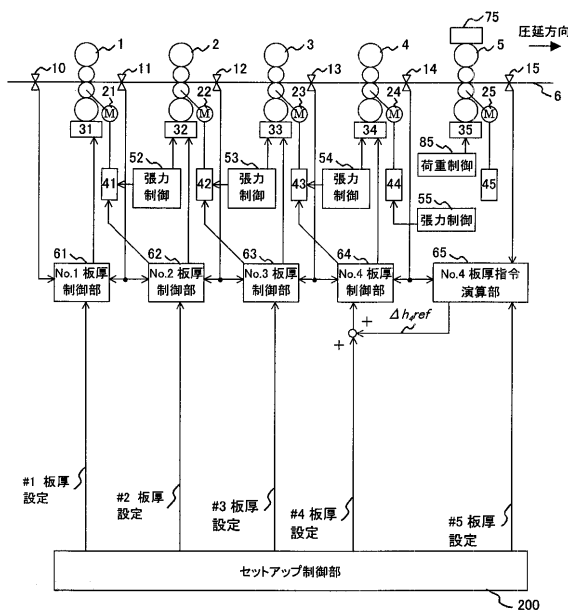 75
1
2
3
4
5
圧延方向
10
11
12
13
14
15
6
21
22
23
24
25
M
M
M
M
M
31
32
33
34
35
52
53
54
85
荷重制御
41
張力制御
42
張力制御
43
張力制御
44
45
55
張力制御
61
62
63
64
65
No.1 板厚
制御部
No.2 板厚
制御部
No.3 板厚
制御部
No.4 板厚
制御部
No.4 板厚指令
演算部
+
+
Δh4ref
#1 板厚
設定
#2 板厚
設定
#3 板厚
設定
#4 板厚
設定
#5 板厚
設定
セットアップ制御部
200